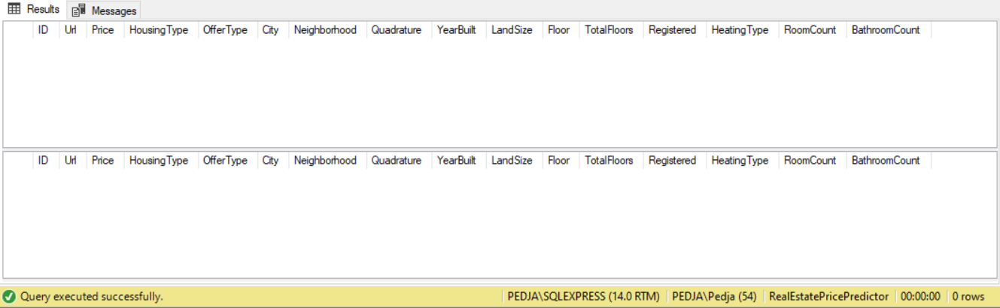 Results Messages
ID Url Price HousingType OfferType City Neighborhood Quadrature YearBuilt LandSize Floor TotalFloors Registered HeatingType RoomCount BathroomCount
ID Url Price HousingType OfferType City Neighborhood Quadrature YearBuilt LandSize Floor TotalFloors Registered HeatingType RoomCount BathroomCount
Query executed successfully. PEDJA\SQLEXPRESS (14.0 RTM) PEDJA\Pedja (54) RealEstatePricePredictor 00:00:00 0 rows